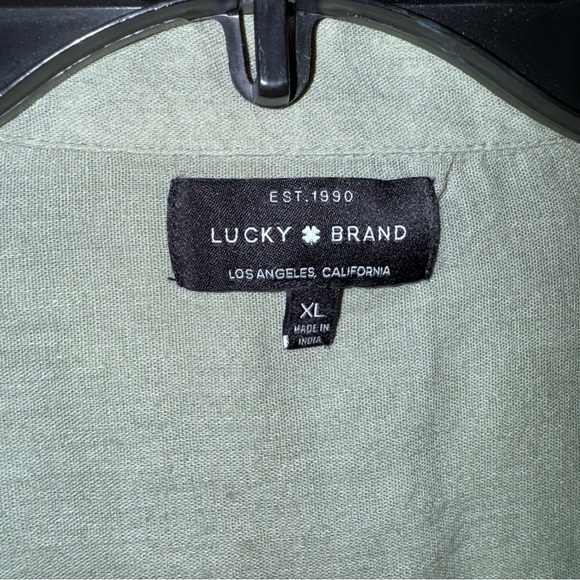 EST.1990
LUCKY BRAND
LOS ANGELES, CALIFORNIA
XL
MADE IN
INDIA